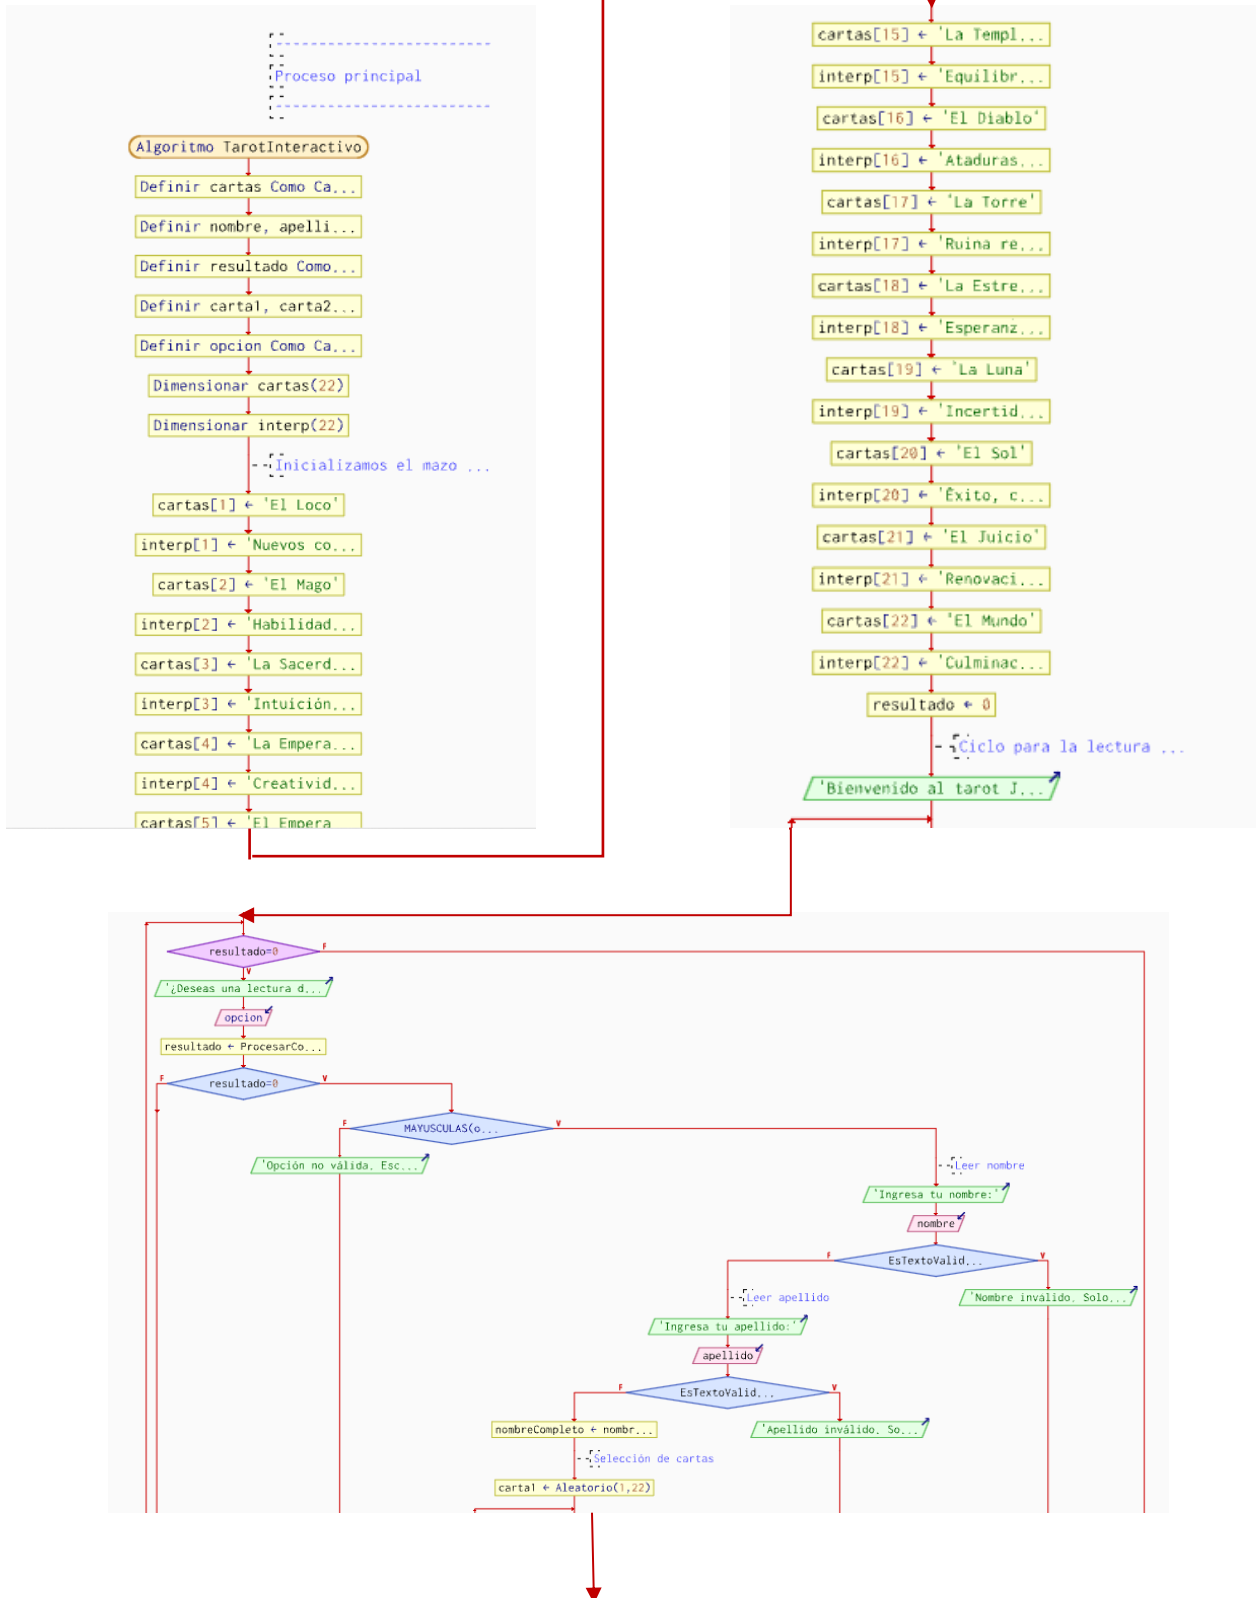 Proceso principal
Algoritmo TarotInteractivo
Definir cartas Como Ca...
Definir nombre, apelli...
Definir resultado Como...
Definir carta1, carta2...
Definir opcion Como Ca...
Dimensionar cartas(22)
Dimensionar interp(22)
Inicializamos el mazo ...
cartas[1] ← 'El Loco'
interp[1] ← 'Nuevos co...
cartas[2] ← 'El Mago'
interp[2] ← 'Habilidad...
cartas[3] ← 'La Sacerd...
interp[3] ← 'Intuición...
cartas[4] ← 'La Empera...
interp[4] ← 'Creativid...
cartas[5] ← 'El Empera
cartas[15] ← 'La Templ...
interp[15] ← 'Equilibr...
cartas[16] ← 'El Diablo'
interp[16] ← 'Ataduras...
cartas[17] ← 'La Torre'
interp[17] ← 'Ruina re...
cartas[18] ← 'La Estre...
interp[18] ← 'Esperanz...
cartas[19] ← 'La Luna'
interp[19] ← 'Incertid...
cartas[20] ← 'El Sol'
interp[20] ← 'Éxito, c...
cartas[21] ← 'El Juicio'
interp[21] ← 'Renovaci...
cartas[22] ← 'El Mundo'
interp[22] ← 'Culminac...
resultado ← 0
Ciclo para la lectura ...
'Bienvenido al tarot J...
resultado=0
F
V
'¿Deseas una lectura d...
opcion
resultado ← ProcesarCo...
F
resultado=0
V
F
MAYUSCULAS(o...
V
'Opción no válida. Esc...
Leer nombre
'Ingresa tu nombre:'
nombre
F
EsTextoValid...
V
'Nombre inválido. Solo...
Leer apellido
'Ingresa tu apellido:'
apellido
F
EsTextoValid...
V
nombreCompleto ← nombr...
'Apellido inválido. So...
Selección de cartas
carta1 ← Aleatorio(1,22)